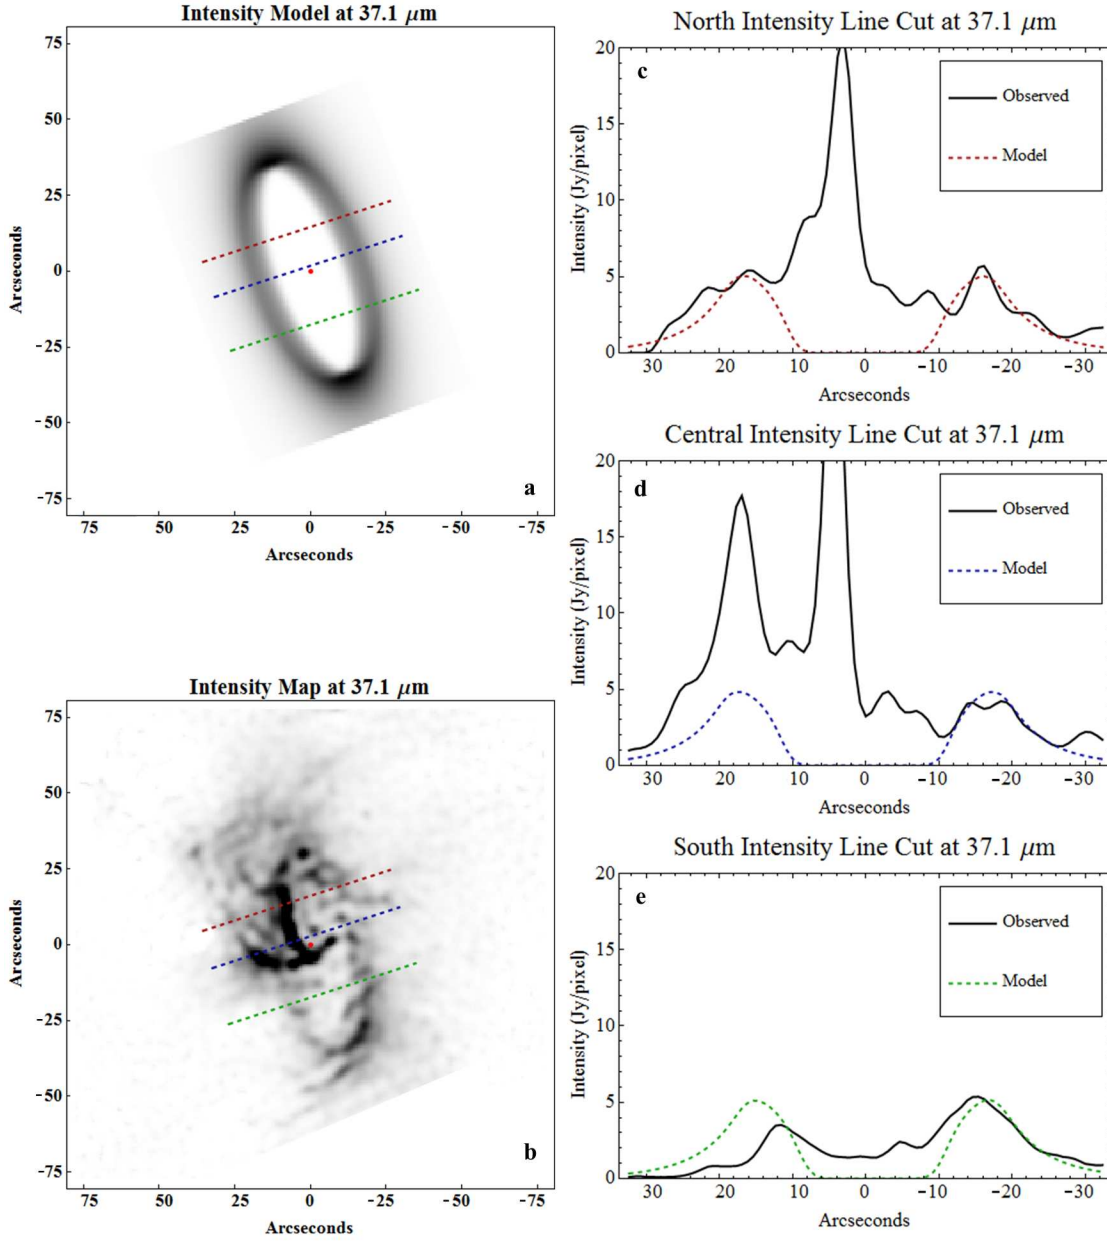 Intensity Model at 37.1 μm
75
50
25
0
-25
-50
-75
Arcseconds
75 50 25 0 -25 -50 -75
Arcseconds
a
Intensity Map at 37.1 μm
75
50
25
0
-25
-50
-75
Arcseconds
75 50 25 0 -25 -50 -75
Arcseconds
b
North Intensity Line Cut at 37.1 μm
c
Observed
Model
20
15
10
5
0
Intensity (Jy/pixel)
30 20 10 0 -10 -20 -30
Arcseconds
Central Intensity Line Cut at 37.1 μm
d
Observed
Model
20
15
10
5
0
Intensity (Jy/pixel)
30 20 10 0 -10 -20 -30
Arcseconds
South Intensity Line Cut at 37.1 μm
e
Observed
Model
20
15
10
5
0
Intensity (Jy/pixel)
30 20 10 0 -10 -20 -30
Arcseconds